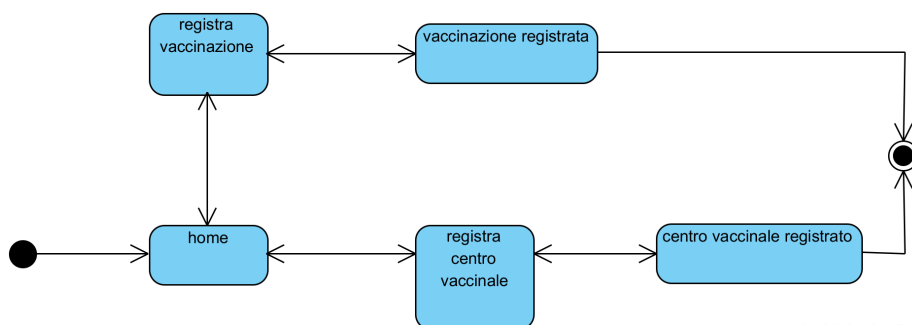 registra
vaccinazione
vaccinazione registrata
home
registra
centro
vaccinale
centro vaccinale registrato